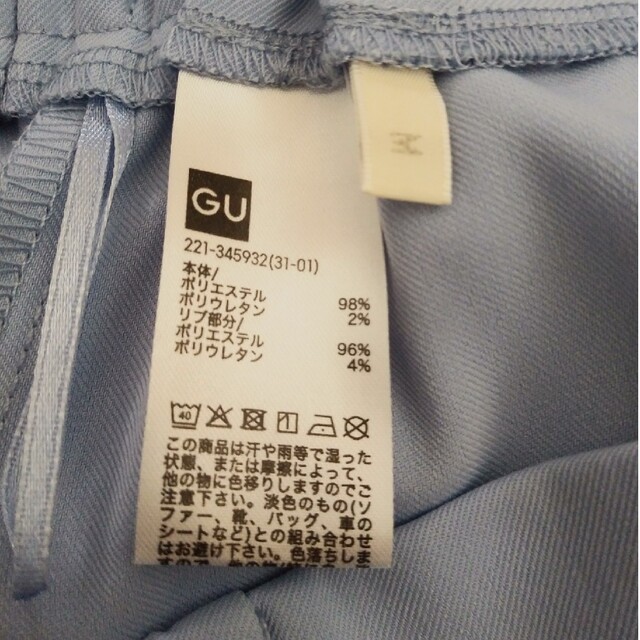 M
GU
221-345932(31-01)
本体/
ポリエステル 98%
ポリウレタン 2%
リブ部分/
ポリエステル 96%
ポリウレタン 4%
40
この商品は汗や雨等で湿った
状態、または摩擦によって、
他の物に色移りしますのでご
注意下さい。淡色のもの(ソ
ファー、靴、バッグ、車の
シートなど)との組み合わせ
はお避け下さい。色落ちしま
すので、他の物